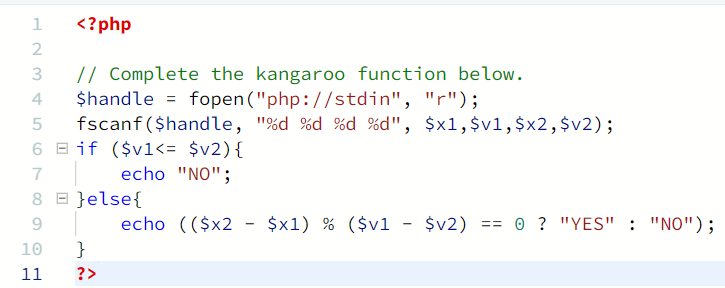 1 <?php
2
3 // Complete the kangaroo function below.
4 $handle = fopen("php://stdin", "r");
5 fscanf($handle, "%d %d %d %d", $x1,$v1,$x2,$v2);
6 if ($v1<= $v2){
7     echo "NO";
8 }else{
9     echo (($x2 - $x1) % ($v1 - $v2) == 0 ? "YES" : "NO");
10 }
11 ?>